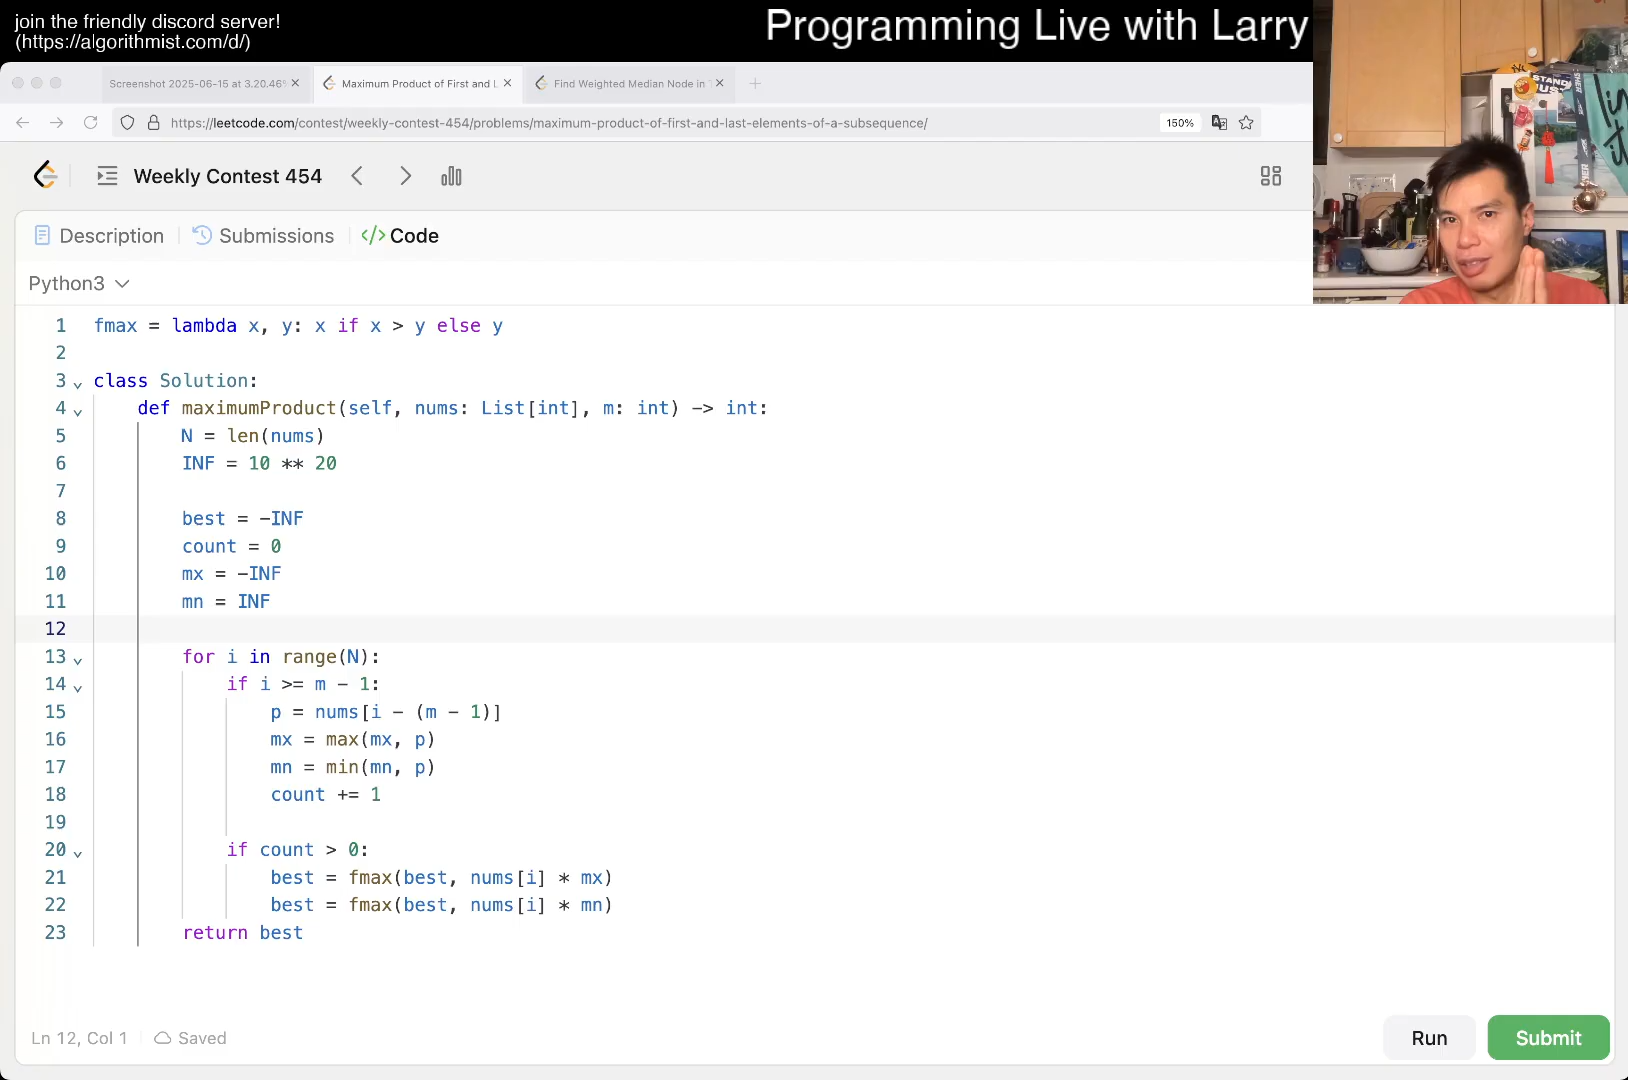 join the friendly discord server!
(https://algorithmist.com/d/)
Programming Live with Larry
Screenshot 2025-06-15 at 3.20.46
Maximum Product of First and L
Find Weighted Median Node in
https://leetcode.com/contest/weekly-contest-454/problems/maximum-product-of-first-and-last-elements-of-a-subsequence/
150%
Weekly Contest 454
Description
Submissions
</> Code
Python3
1 fmax = lambda x, y: x if x > y else y
2
3 class Solution:
4     def maximumProduct(self, nums: List[int], m: int) -> int:
5         N = len(nums)
6         INF = 10 ** 20
7
8         best = -INF
9         count = 0
10         mx = -INF
11         mn = INF
12
13         for i in range(N):
14             if i >= m - 1:
15                 p = nums[i - (m - 1)]
16                 mx = max(mx, p)
17                 mn = min(mn, p)
18                 count += 1
19
20             if count > 0:
21                 best = fmax(best, nums[i] * mx)
22                 best = fmax(best, nums[i] * mn)
23         return best
Ln 12, Col 1
Saved
Run
Submit